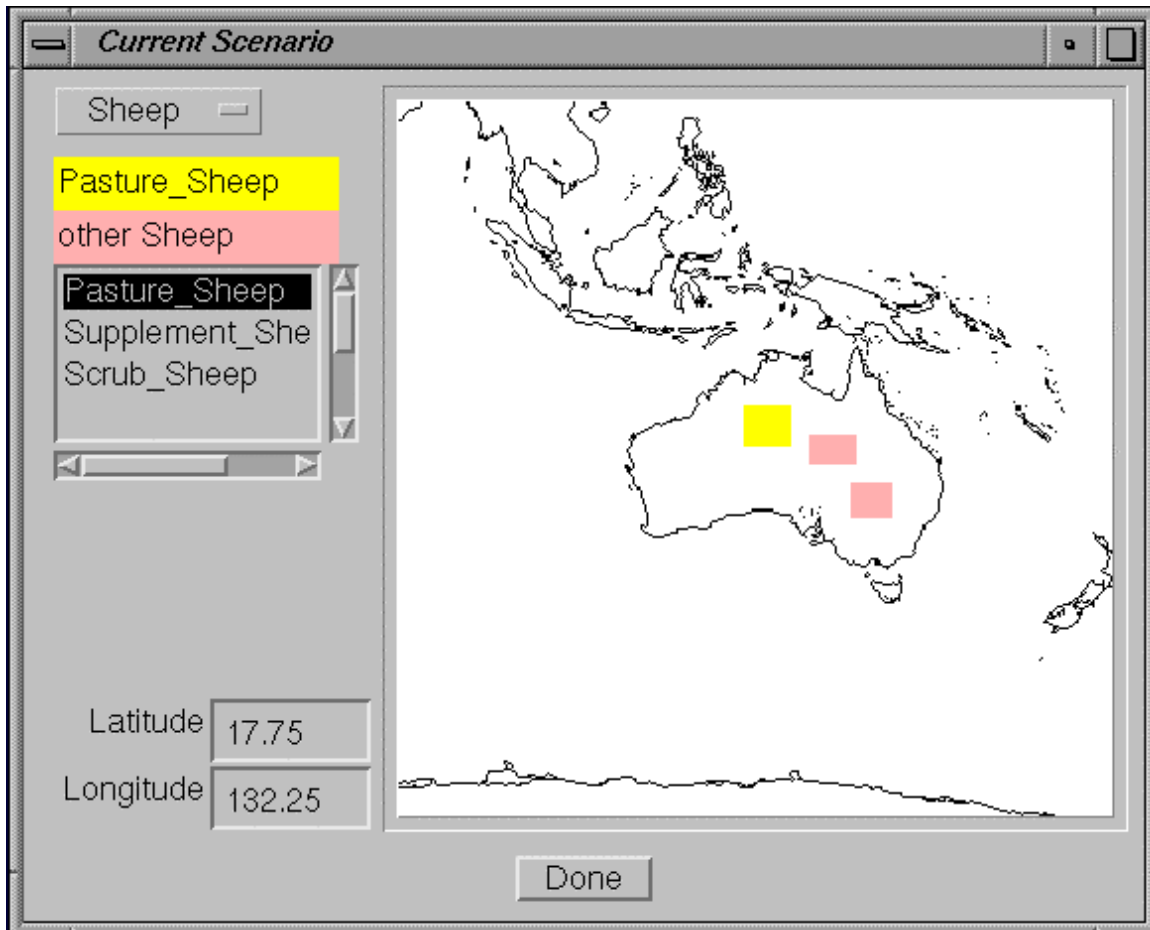 Current Scenario
Sheep
Pasture_Sheep
other Sheep
Pasture_Sheep
Supplement_She
Scrub_Sheep
Latitude 17.75
Longitude 132.25
Done